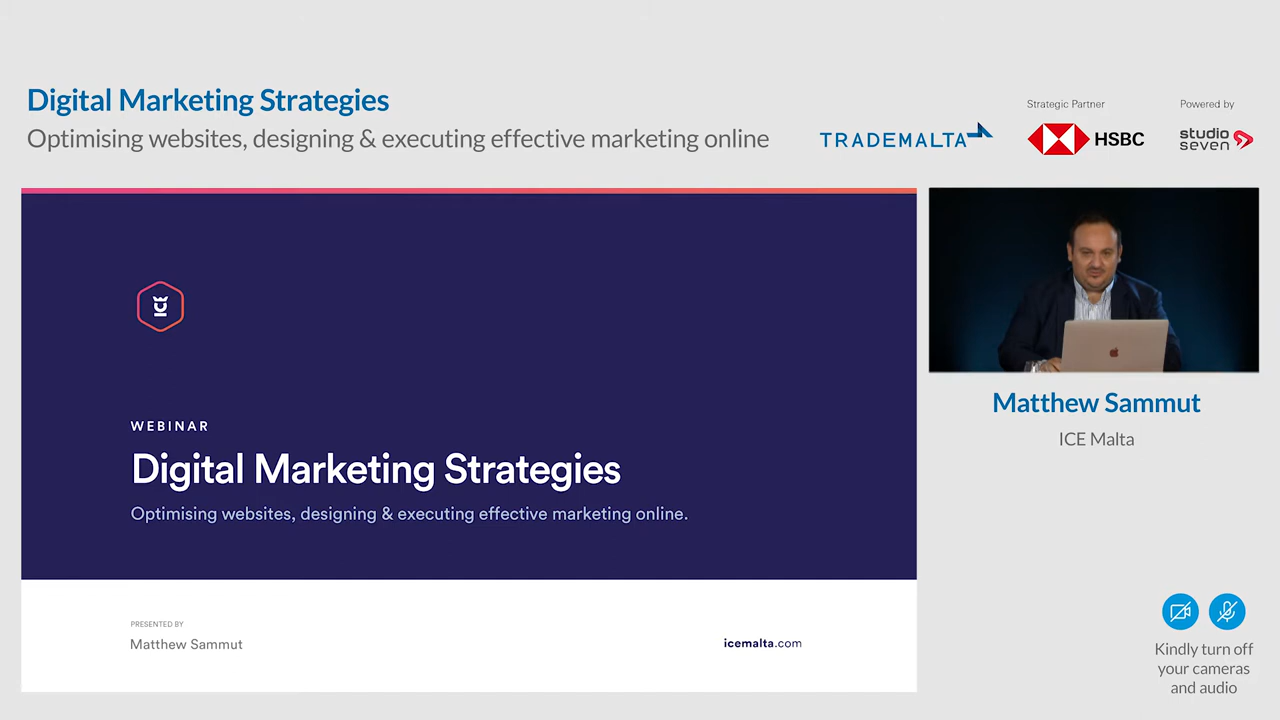 Digital Marketing Strategies
Optimising websites, designing & executing effective marketing online
TRADEMALTA
Strategic Partner
HSBC
Powered by
studio
seven
WEBINAR
Digital Marketing Strategies
Optimising websites, designing & executing effective marketing online.
PRESENTED BY
Matthew Sammut
icemalta.com
Matthew Sammut
ICE Malta
Kindly turn off
your cameras
and audio